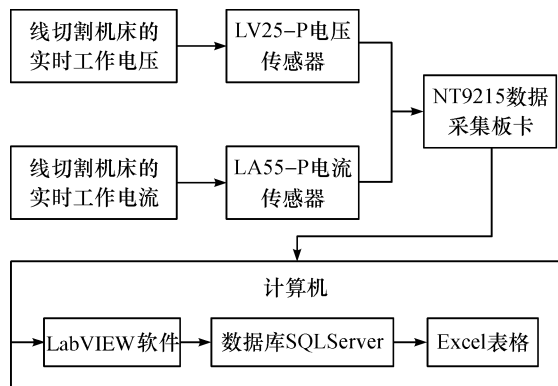 线切割机床的
实时工作电压
LV25-P电压
传感器
NT9215数据
采集板卡
线切割机床的
实时工作电流
LA55-P电流
传感器
计算机
LabVIEW软件
数据库SQLServer
Excel表格